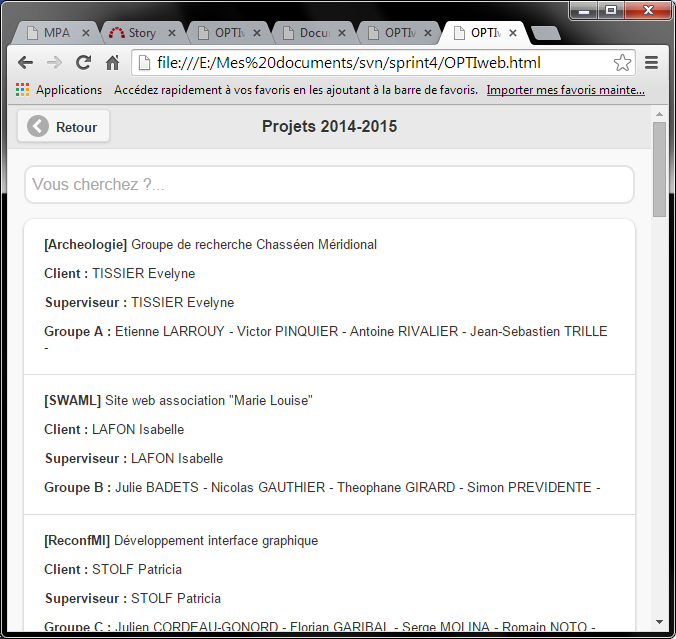 MPA
Story
OPTIw
Docu
OPTIw
OPTIw
file:///E:/Mes%20documents/svn/sprint4/OPTIweb.html
Applications Accédez rapidement à vos favoris en les ajoutant à la barre de favoris. Importer mes favoris mainte...
Retour
Projets 2014-2015
Vous cherchez ?...
[Archeologie] Groupe de recherche Chasséen Méridional
Client : TISSIER Evelyne
Superviseur : TISSIER Evelyne
Groupe A : Etienne LARROUY - Victor PINQUIER - Antoine RIVALIER - Jean-Sebastien TRILLE
-
[SWAML] Site web association "Marie Louise"
Client : LAFON Isabelle
Superviseur : LAFON Isabelle
Groupe B : Julie BADETS - Nicolas GAUTHIER - Theophane GIRARD - Simon PREVIDENTE -
[ReconfMI] Développement interface graphique
Client : STOLF Patricia
Superviseur : STOLF Patricia
Groupe C : Julien CORDEAU-GONORD - Florian GARIBAL - Serge MOLINA - Romain NOTO -